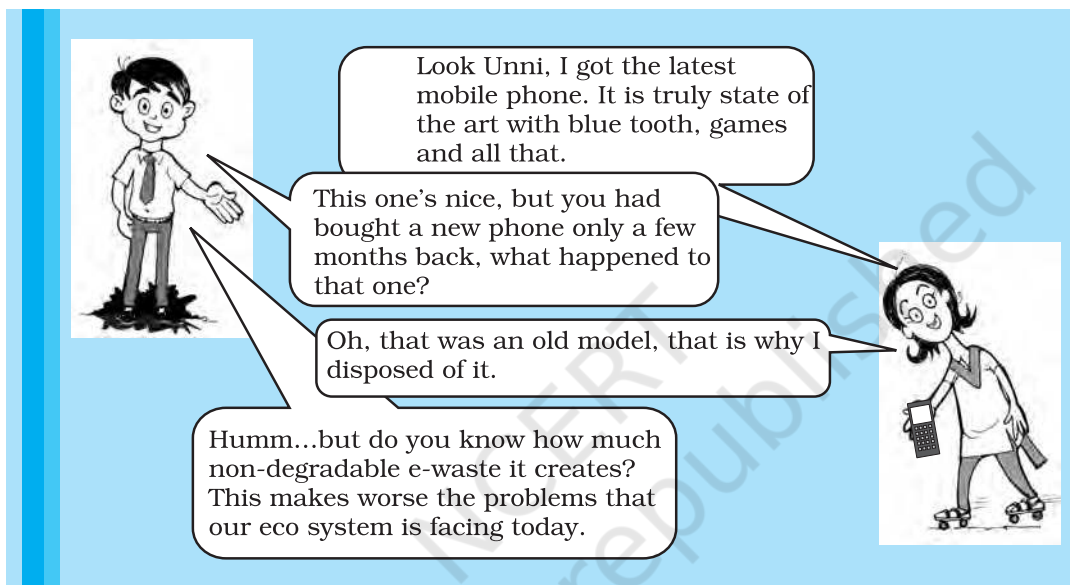 Look Unni, I got the latest
mobile phone. It is truly state of
the art with blue tooth, games
and all that.
This one's nice, but you had
bought a new phone only a few
months back, what happened to
that one?
Oh, that was an old model, that is why I
disposed of it.
Humm...but do you know how much
non-degradable e-waste it creates?
This makes worse the problems that
our eco system is facing today.
NCERT
republished